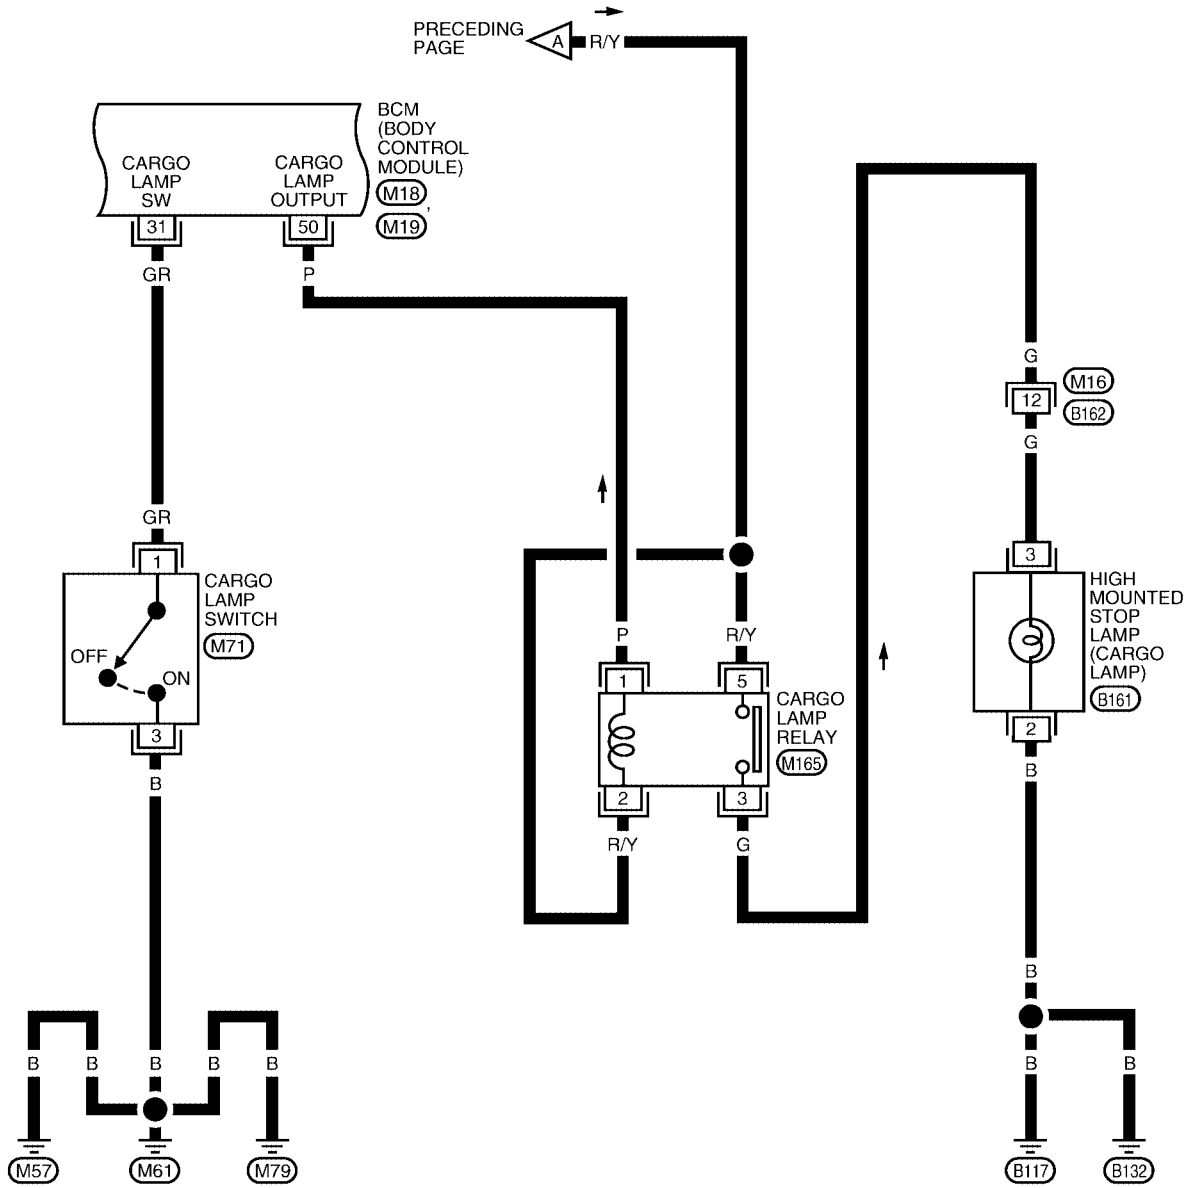 PRECEDING
PAGE
A
R/Y
BCM
(BODY
CONTROL
MODULE)
M18
,
M19
CARGO
LAMP
SW
CARGO
LAMP
OUTPUT
31
50
GR
P
G
M16
12
B162
G
GR
1
CARGO
LAMP
SWITCH
M71
OFF
ON
3
B
P
R/Y
1
5
CARGO
LAMP
RELAY
M165
2
3
R/Y
G
3
HIGH
MOUNTED
STOP
LAMP
(CARGO
LAMP)
B161
2
B
B
B
B
B
B
B
B
B
M57
M61
M79
B117
B132